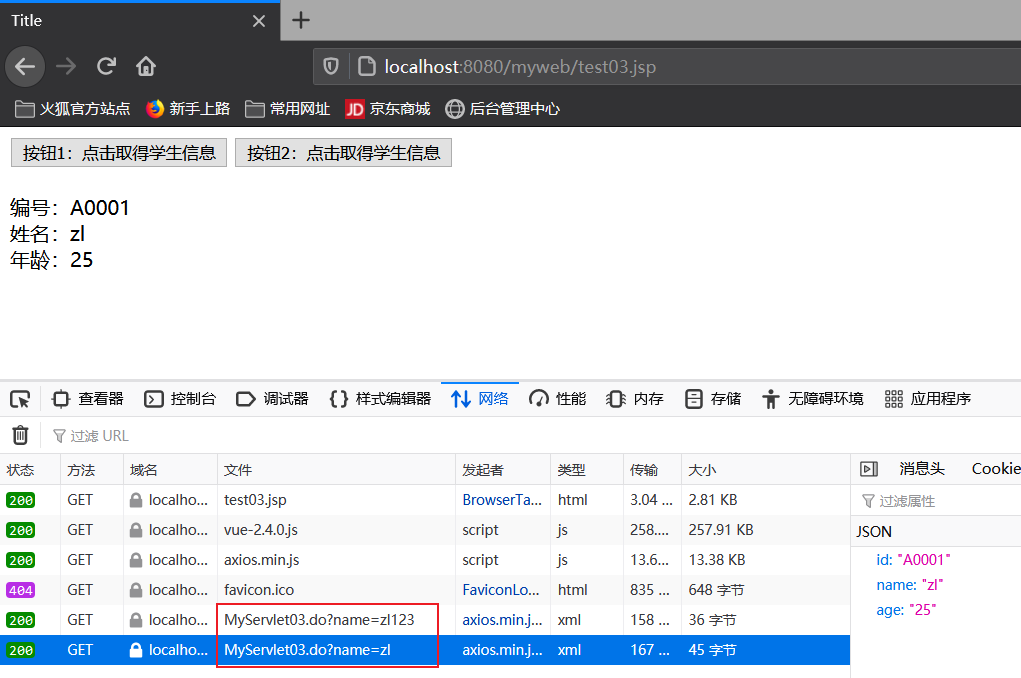 Title
localhost:8080/myweb/test03.jsp
火狐官方站点 新手上路 常用网址 JD 京东商城 后台管理中心
按钮1：点击取得学生信息 按钮2：点击取得学生信息
编号：A0001
姓名：zl
年龄：25
查看器 控制台 调试器 样式编辑器 网络 性能 内存 存储 无障碍环境 应用程序
过滤 URL
状态 方法 域名 文件 发起者 类型 传输 大小 消息头 Cookie
200 GET localho... test03.jsp BrowserTa... html 3.04 ... 2.81 KB 过滤属性
200 GET localho... vue-2.4.0.js script js 258.... 257.91 KB JSON
200 GET localho... axios.min.js script js 13.6... 13.38 KB id: "A0001"
404 GET localho... favicon.ico FaviconLo... html 835 ... 648 字节 name: "zl"
200 GET localho... MyServlet03.do?name=zl123 axios.min.j... xml 158 ... 36 字节 age: "25"
200 GET localho... MyServlet03.do?name=zl axios.min.j... xml 167 ... 45 字节